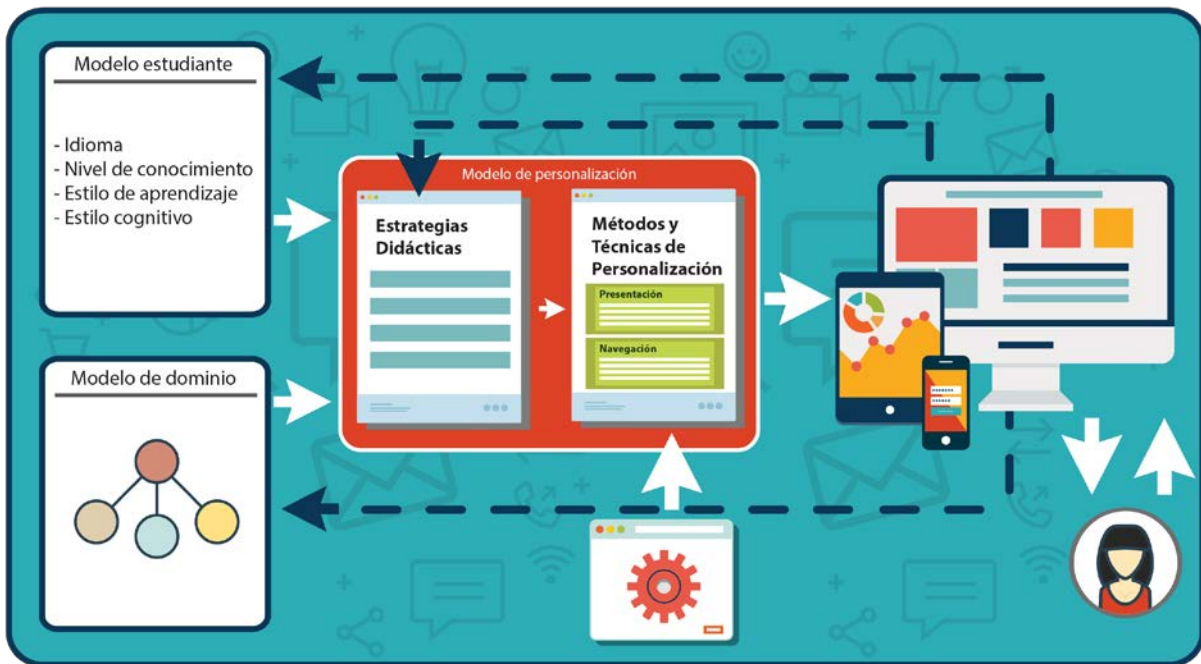 Modelo estudiante
- Idioma
- Nivel de conocimiento
- Estilo de aprendizaje
- Estilo cognitivo
Modelo de personalización
Estrategias
Didácticas
Métodos y
Técnicas de
Personalización
Presentación
Navegación
Modelo de dominio